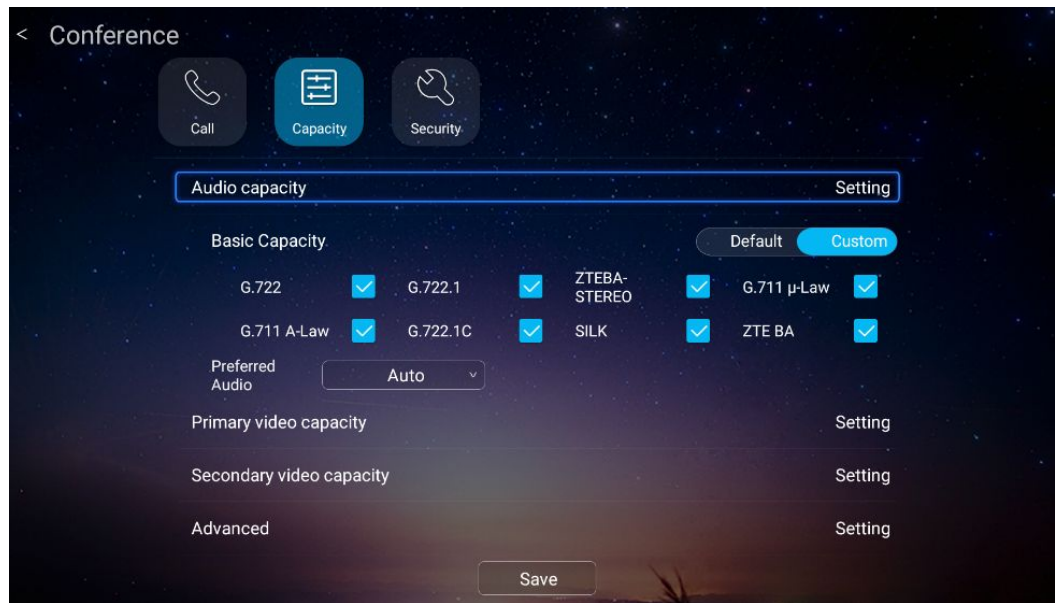 < Conference
Call Capacity Security
Audio capacity Setting
Basic Capacity Default Custom
G.722 G.722.1 ZTEBA-
STEREO G.711 μ-Law
G.711 A-Law G.722.1C SILK ZTE BA
Preferred
Audio Auto
Primary video capacity Setting
Secondary video capacity Setting
Advanced Setting
Save